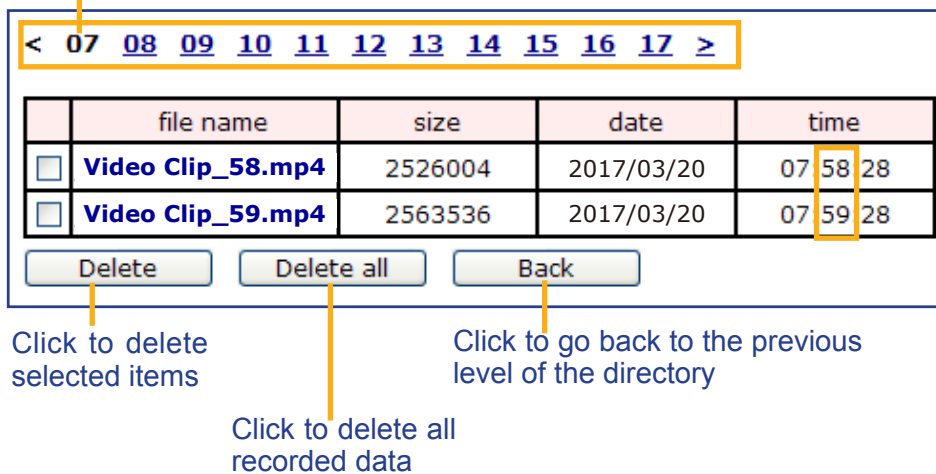 < 07 08 09 10 11 12 13 14 15 16 17 >
file name size date time
Video Clip_58.mp4 2526004 2017/03/20 07:58:28
Video Clip_59.mp4 2563536 2017/03/20 07:59:28
Delete Delete all Back
Click to delete
selected items
Click to go back to the previous
level of the directory
Click to delete all
recorded data